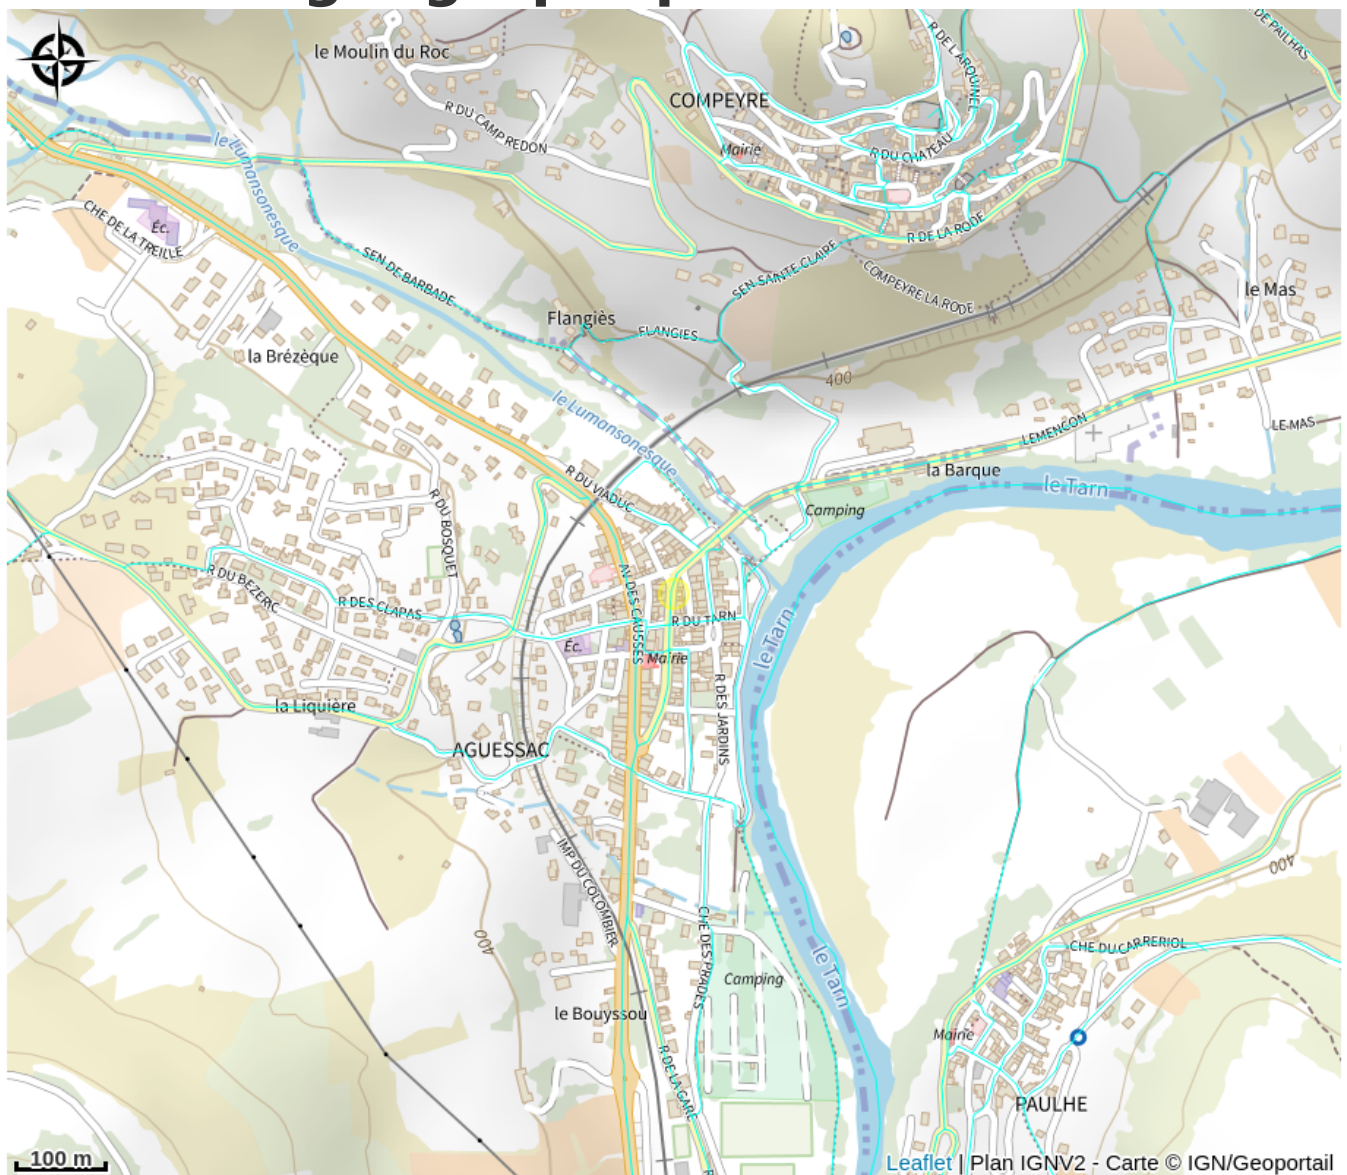 le Moulin du Roc
R DE L'ARQUINEL
DE PAILHAS
COMPEYRE
R DU CAMPREDON
le Lumansonesque
Mairie
R DU CHATEAU
Éc.
CHE DE LA TREILLE
R DE LA RODE
SEN DE BARBADE
SEN SAINTE CLAIRE
COMPEYRE LA RODE
le Mas
Flangiès
FLANGIES
la Brézèque
400
le Lumansonesque
LEMENCON
LE MAS
R DU VIADUC
la Barque
le Tarn
R DU BOSQUET
Camping
R DU BEZERIC
R DES CLAPAS
AV DES CAUSSES
R DU TARN
le Tarn
Éc.
Mairie
R DES JARDINS
la Liquière
AGUESSAC
IMP DU COLOMBIER
400
400
CHE DES PRADES
CHE DU CARRERIOL
le Tarn
Camping
le Bouyssou
Mairie
R DE LA GARE
PAULHE
100 m
Leaflet | Plan IGNV2 - Carte © IGN/Geoportail